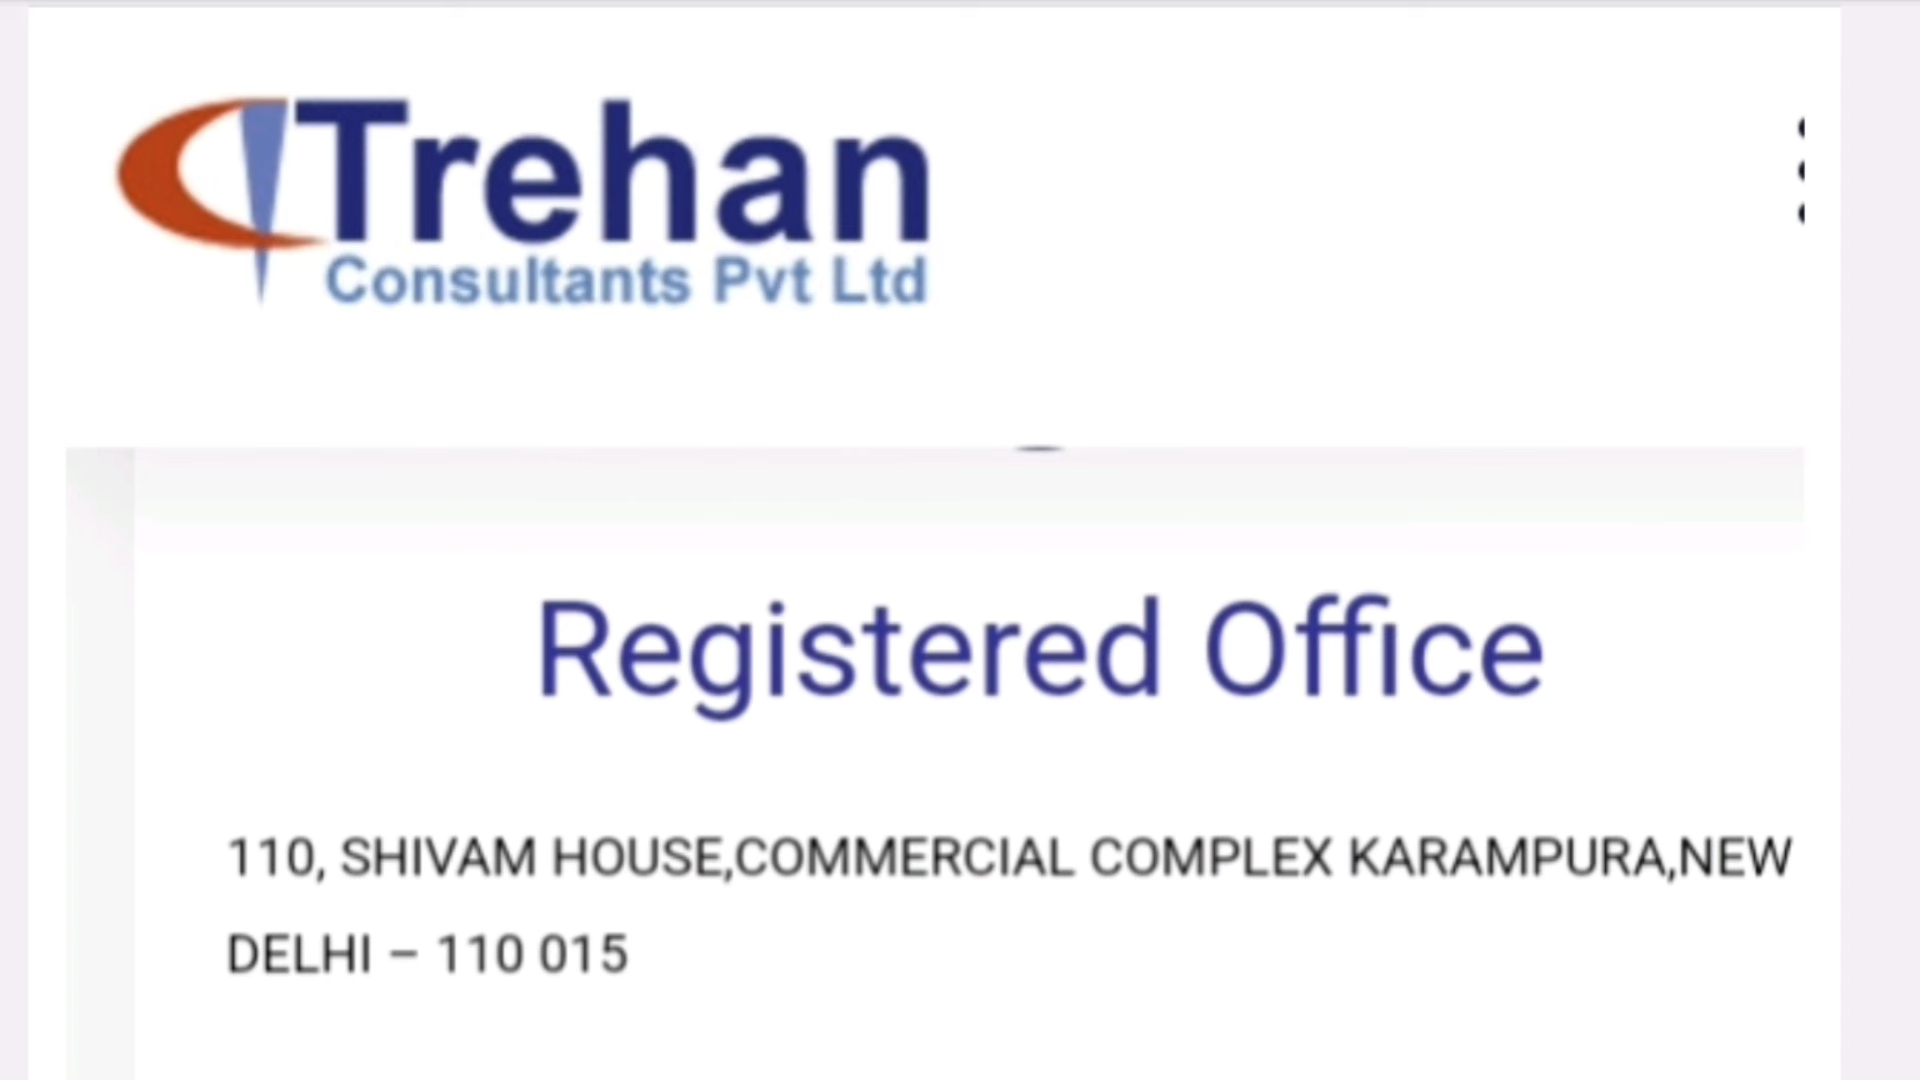 Trehan
Consultants Pvt Ltd
Registered Office
110, SHIVAM HOUSE,COMMERCIAL COMPLEX KARAMPURA,NEW
DELHI – 110 015